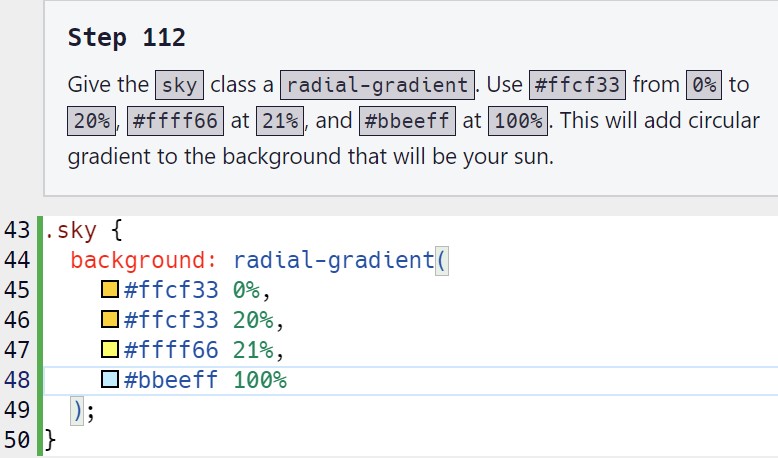 Step 112
Give the sky class a radial-gradient. Use #ffcf33 from 0% to
20%, #ffff66 at 21%, and #bbeeff at 100%. This will add circular
gradient to the background that will be your sun.
43 .sky {
44 background: radial-gradient(
45 #ffcf33 0%,
46 #ffcf33 20%,
47 #ffff66 21%,
48 #bbeeff 100%
49 );
50 }